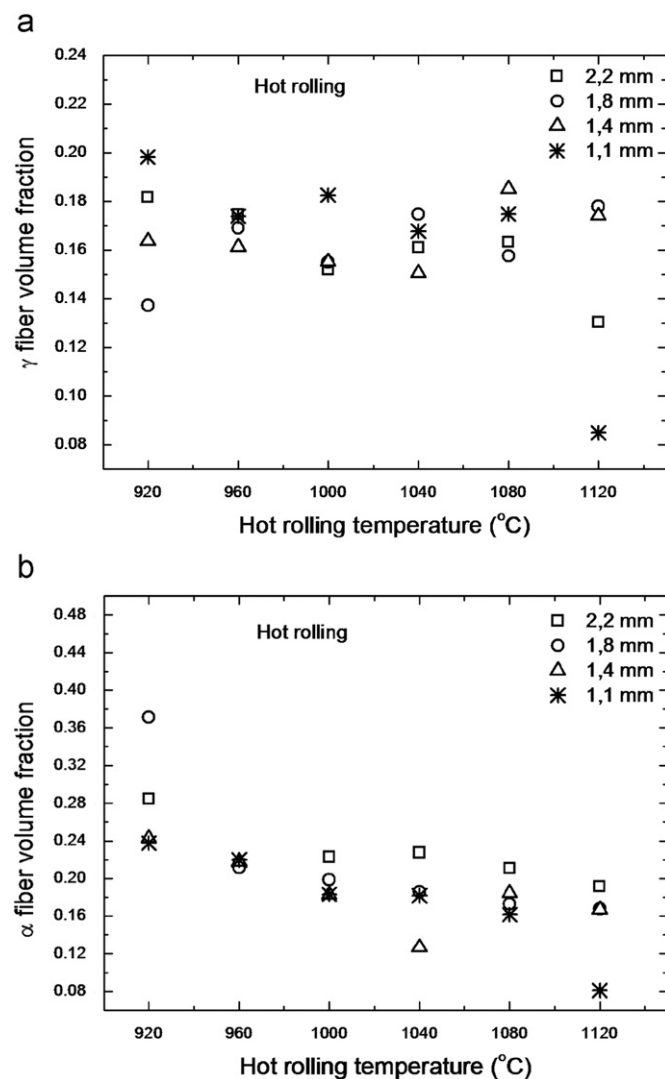 a
γ fiber volume fraction
0.24
0.22
0.20
0.18
0.16
0.14
0.12
0.10
0.08
Hot rolling
2,2 mm
1,8 mm
1,4 mm
1,1 mm
920 960 1000 1040 1080 1120
Hot rolling temperature (°C)
b
α fiber volume fraction
0.48
0.44
0.40
0.36
0.32
0.28
0.24
0.20
0.16
0.12
0.08
Hot rolling
2,2 mm
1,8 mm
1,4 mm
1,1 mm
920 960 1000 1040 1080 1120
Hot rolling temperature (°C)